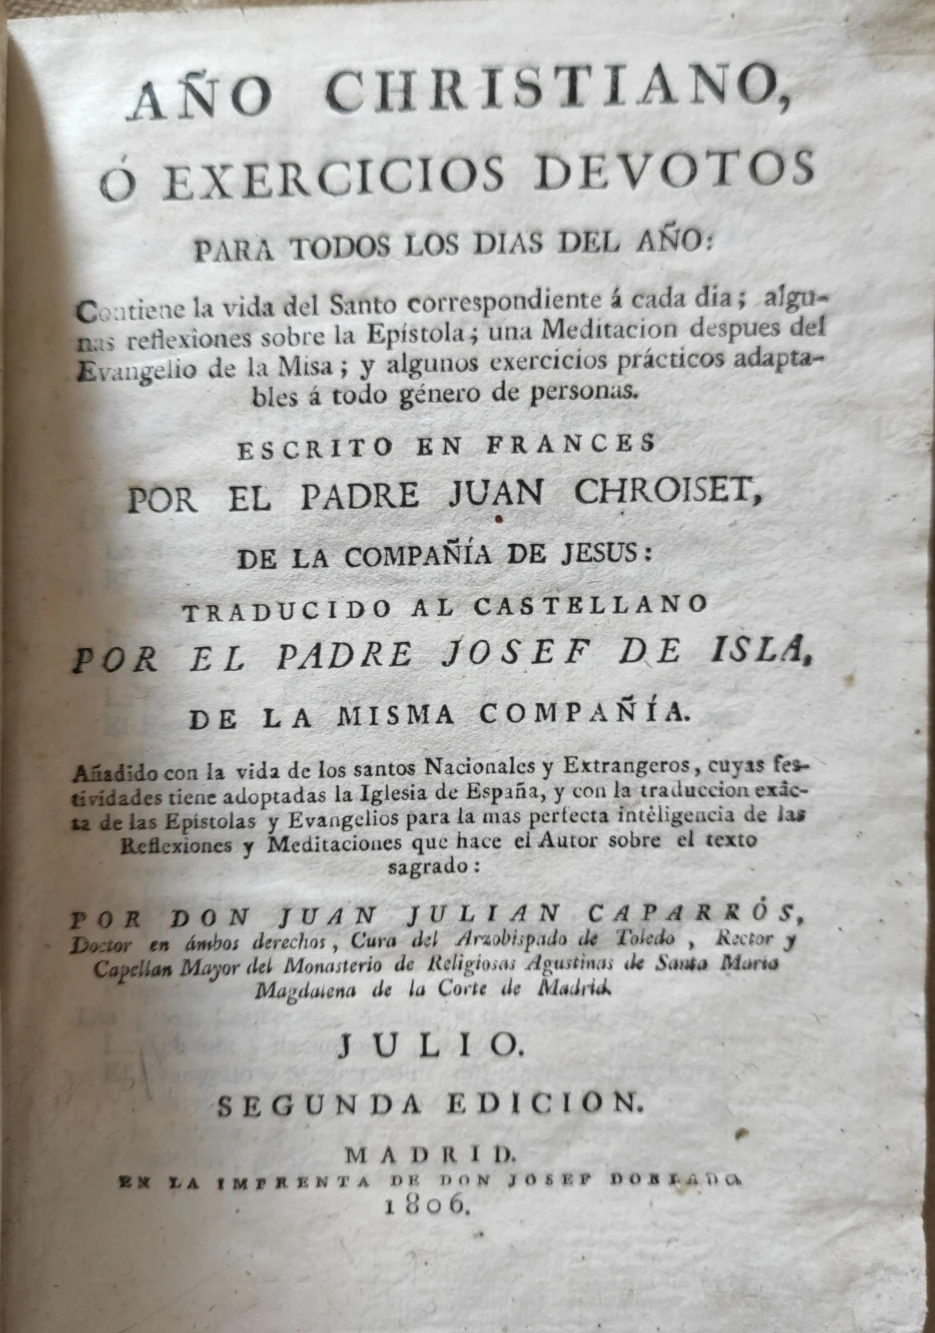 AÑO CHRISTIANO,
Ó EXERCICIOS DEVOTOS
PARA TODOS LOS DIAS DEL AÑO:
Contiene la vida del Santo correspondiente á cada dia; algu-
nas reflexiones sobre la Epístola; una Meditacion despues del
Evangelio de la Misa; y algunos exercicios prácticos adapta-
bles á todo género de personas.
ESCRITO EN FRANCES
POR EL PADRE JUAN CHROISET,
DE LA COMPAÑÍA DE JESUS:
TRADUCIDO AL CASTELLANO
POR EL PADRE JOSEF DE ISLA,
DE LA MISMA COMPAÑÍA.
Añadido con la vida de los santos Nacionales y Extrangeros, cuyas fes-
tividades tiene adoptadas la Iglesia de España, y con la traduccion exâc-
ta de las Epístolas y Evangelios para la mas perfecta inteligencia de las
Reflexiones y Meditaciones que hace el Autor sobre el texto
sagrado:
POR DON JUAN JULIAN CAPARRÓS,
Doctor en ámbos derechos, Cura del Arzobispado de Toledo, Rector y
Capellan Mayor del Monasterio de Religiosas Agustinas de Santa Maria
Magdalena de la Corte de Madrid.
JULIO.
SEGUNDA EDICION.
MADRID.
EN LA IMPRENTA DE DON JOSEF DOBLADO.
1806.